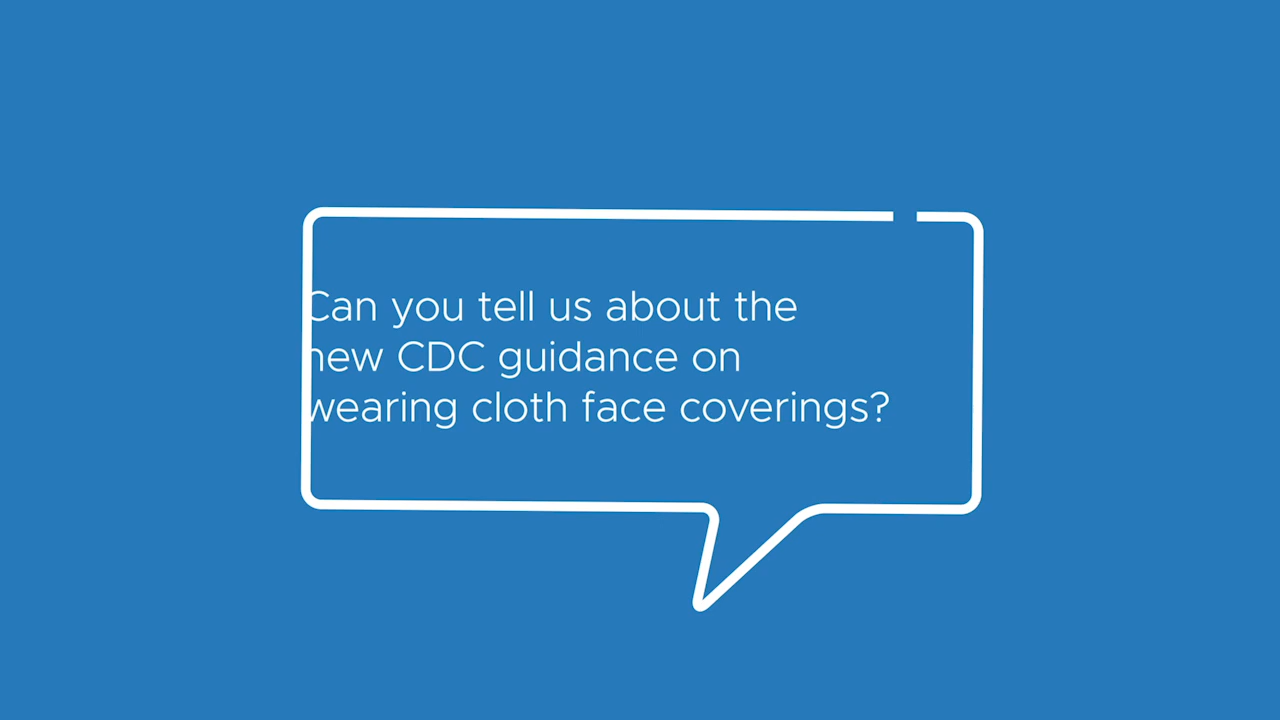 Can you tell us about the
new CDC guidance on
wearing cloth face coverings?